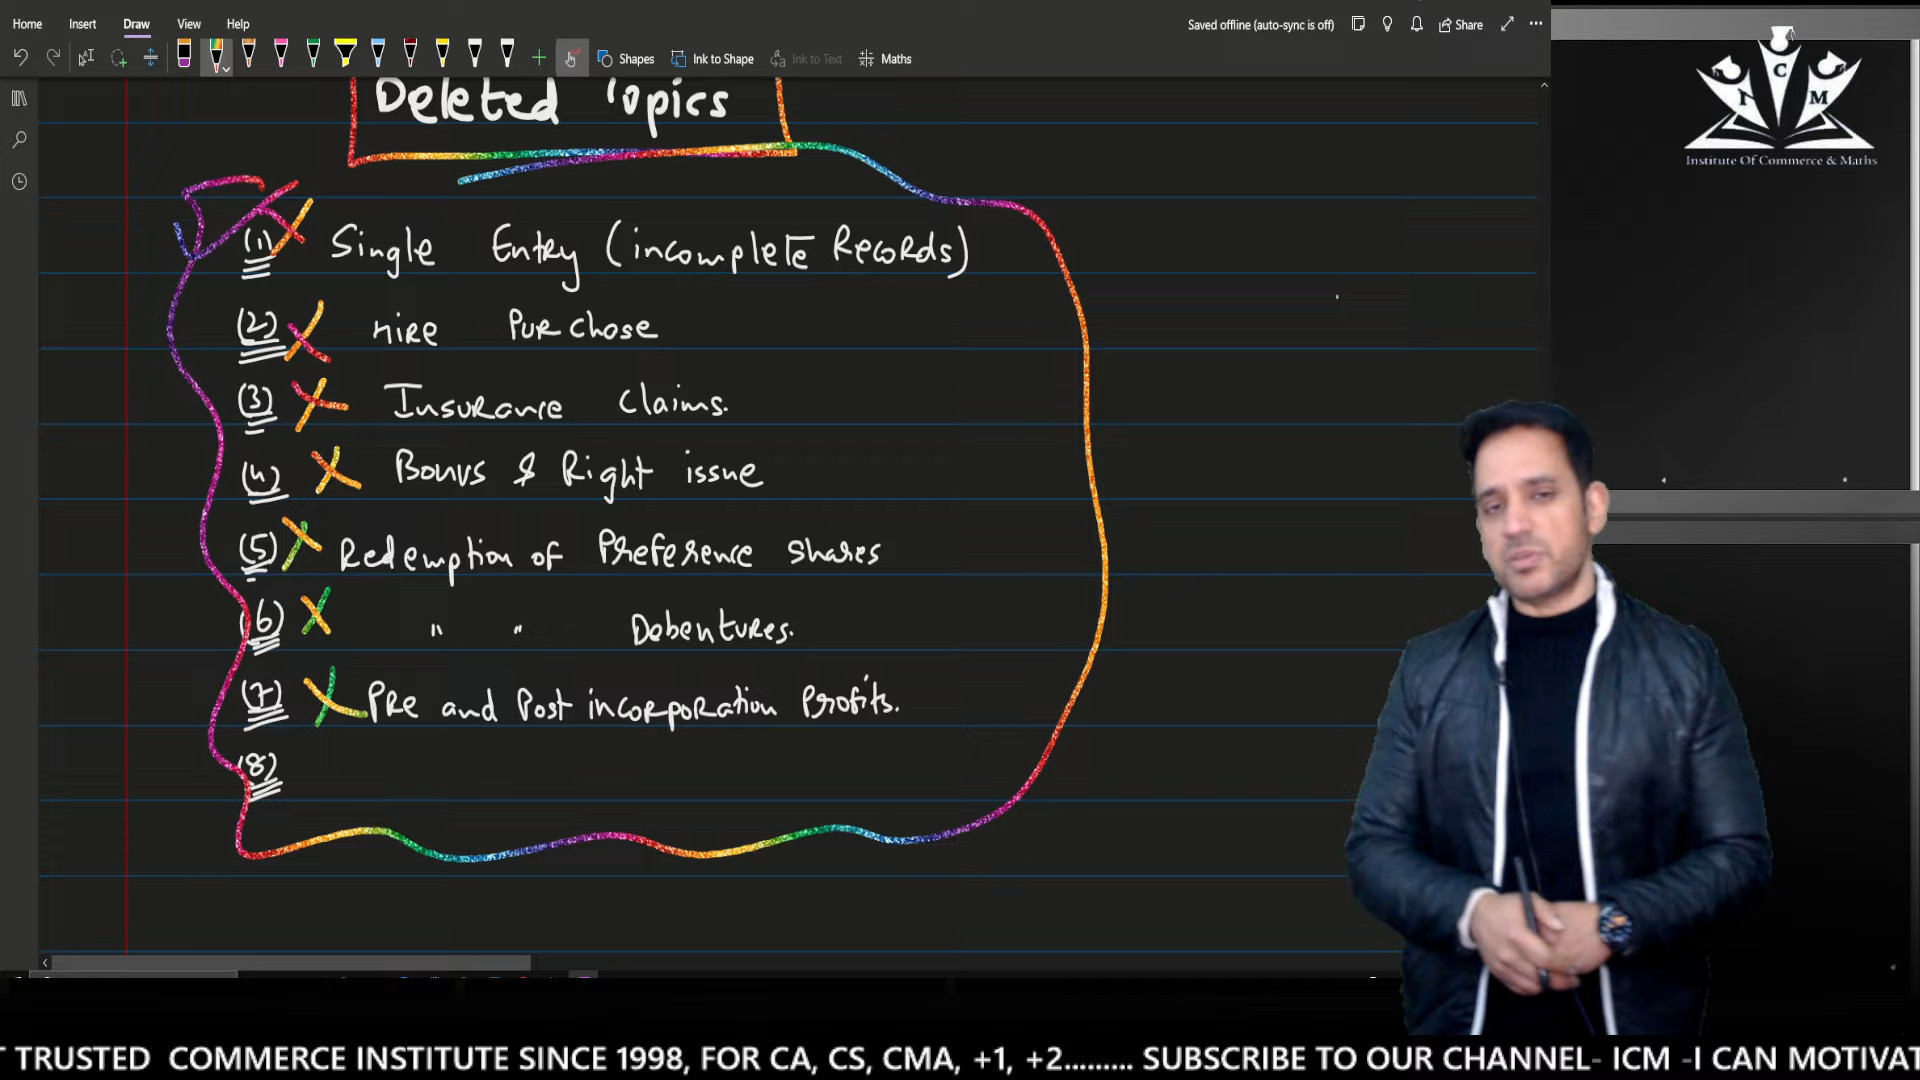 Home Insert Draw View Help
Saved offline (auto-sync is off) Share
Shapes Ink to Shape Ink to Text Maths
Deleted Topics
(1) Single Entry (incomplete Records)
(2) Hire Purchase
(3) Insurance claims.
(4) Bonus & Right issue
(5) Redemption of Preference shares
(6) " " Debentures.
(7) Pre and Post incorporation Profits.
(8)
I C M
Institute Of Commerce & Maths
T TRUSTED COMMERCE INSTITUTE SINCE 1998, FOR CA, CS, CMA, +1, +2......... SUBSCRIBE TO OUR CHANNEL- ICM -I CAN MOTIVAT